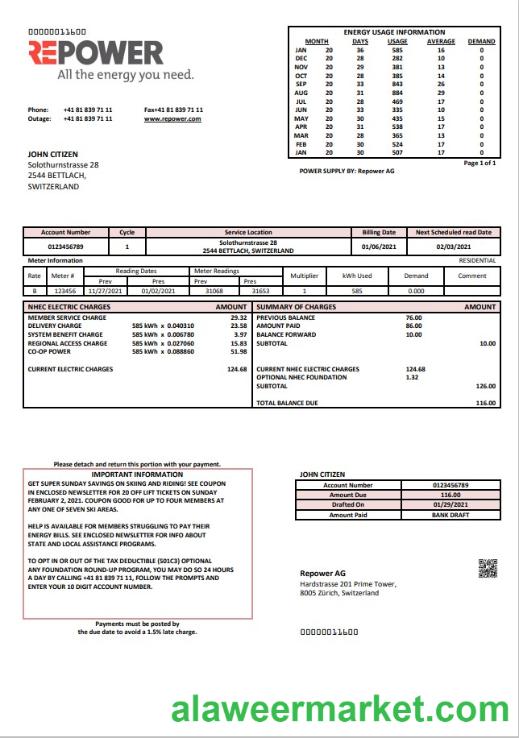 00000011600
REPOWER
All the energy you need.
Phone: +41 81 839 71 11 Fax+41 81 839 71 11
Outage: +41 81 839 71 11 www.repower.com
JOHN CITIZEN
Solothurnstrasse 28
2544 BETTLACH,
SWITZERLAND
ENERGY USAGE INFORMATION
MONTH DAYS USAGE AVERAGE DEMAND
JAN 20 36 585 16 0
DEC 20 28 282 10 0
NOV 20 29 381 13 0
OCT 20 28 385 14 0
SEP 20 33 843 26 0
AUG 20 31 884 29 0
JUL 20 28 469 17 0
JUN 20 33 335 10 0
MAY 20 30 435 15 0
APR 20 31 538 17 0
MAR 20 28 365 13 0
FEB 20 30 524 17 0
JAN 20 30 507 17 0
Page 1 of 1
POWER SUPPLY BY: Repower AG
Account Number Cycle Service Location Billing Date Next Scheduled read Date
0123456789 1 Solothurnstrasse 28 01/06/2021 02/03/2021
2544 BETTLACH, SWITZERLAND
Meter Information RESIDENTIAL
Rate Meter # Reading Dates Meter Readings Multiplier kWh Used Demand Comment
Prev Pres Prev Pres
B 123456 11/27/2021 01/02/2021 31068 31653 1 585 0.000
NHEC ELECTRIC CHARGES AMOUNT
MEMBER SERVICE CHARGE 29.32
DELIVERY CHARGE 585 kWh x 0.040310 23.58
SYSTEM BENEFIT CHARGE 585 kWh x 0.006780 3.97
REGIONAL ACCESS CHARGE 585 kWh x 0.027060 15.83
CO-OP POWER 585 kWh x 0.088860 51.98
CURRENT ELECTRIC CHARGES 124.68
SUMMARY OF CHARGES AMOUNT
PREVIOUS BALANCE 76.00
AMOUNT PAID 86.00
BALANCE FORWARD 10.00
SUBTOTAL 10.00
CURRENT NHEC ELECTRIC CHARGES 124.68
OPTIONAL NHEC FOUNDATION 1.32
SUBTOTAL 126.00
TOTAL BALANCE DUE 116.00
Please detach and return this portion with your payment.
IMPORTANT INFORMATION
GET SUPER SUNDAY SAVINGS ON SKIING AND RIDING! SEE COUPON
IN ENCLOSED NEWSLETTER FOR 20 OFF LIFT TICKETS ON SUNDAY
FEBRUARY 2, 2021. COUPON GOOD FOR UP TO FOUR MEMBERS AT
ANY ONE OF SEVEN SKI AREAS.
HELP IS AVAILABLE FOR MEMBERS STRUGGLING TO PAY THEIR
ENERGY BILLS. SEE ENCLOSED NEWSLETTER FOR INFO ABOUT
STATE AND LOCAL ASSISTANCE PROGRAMS.
TO OPT IN OR OUT OF THE TAX DEDUCTIBLE (501C3) OPTIONAL
ANY FOUNDATION ROUND-UP PROGRAM, YOU MAY DO SO 24 HOURS
A DAY BY CALLING +41 81 839 71 11, FOLLOW THE PROMPTS AND
ENTER YOUR 10 DIGIT ACCOUNT NUMBER.
Payments must be posted by
the due date to avoid a 1.5% late charge.
JOHN CITIZEN
Account Number 0123456789
Amount Due 116.00
Drafted On 01/29/2021
Amount Paid BANK DRAFT
Repower AG
Hardstrasse 201 Prime Tower,
8005 Zürich, Switzerland
00000011600
alaweermarket.com